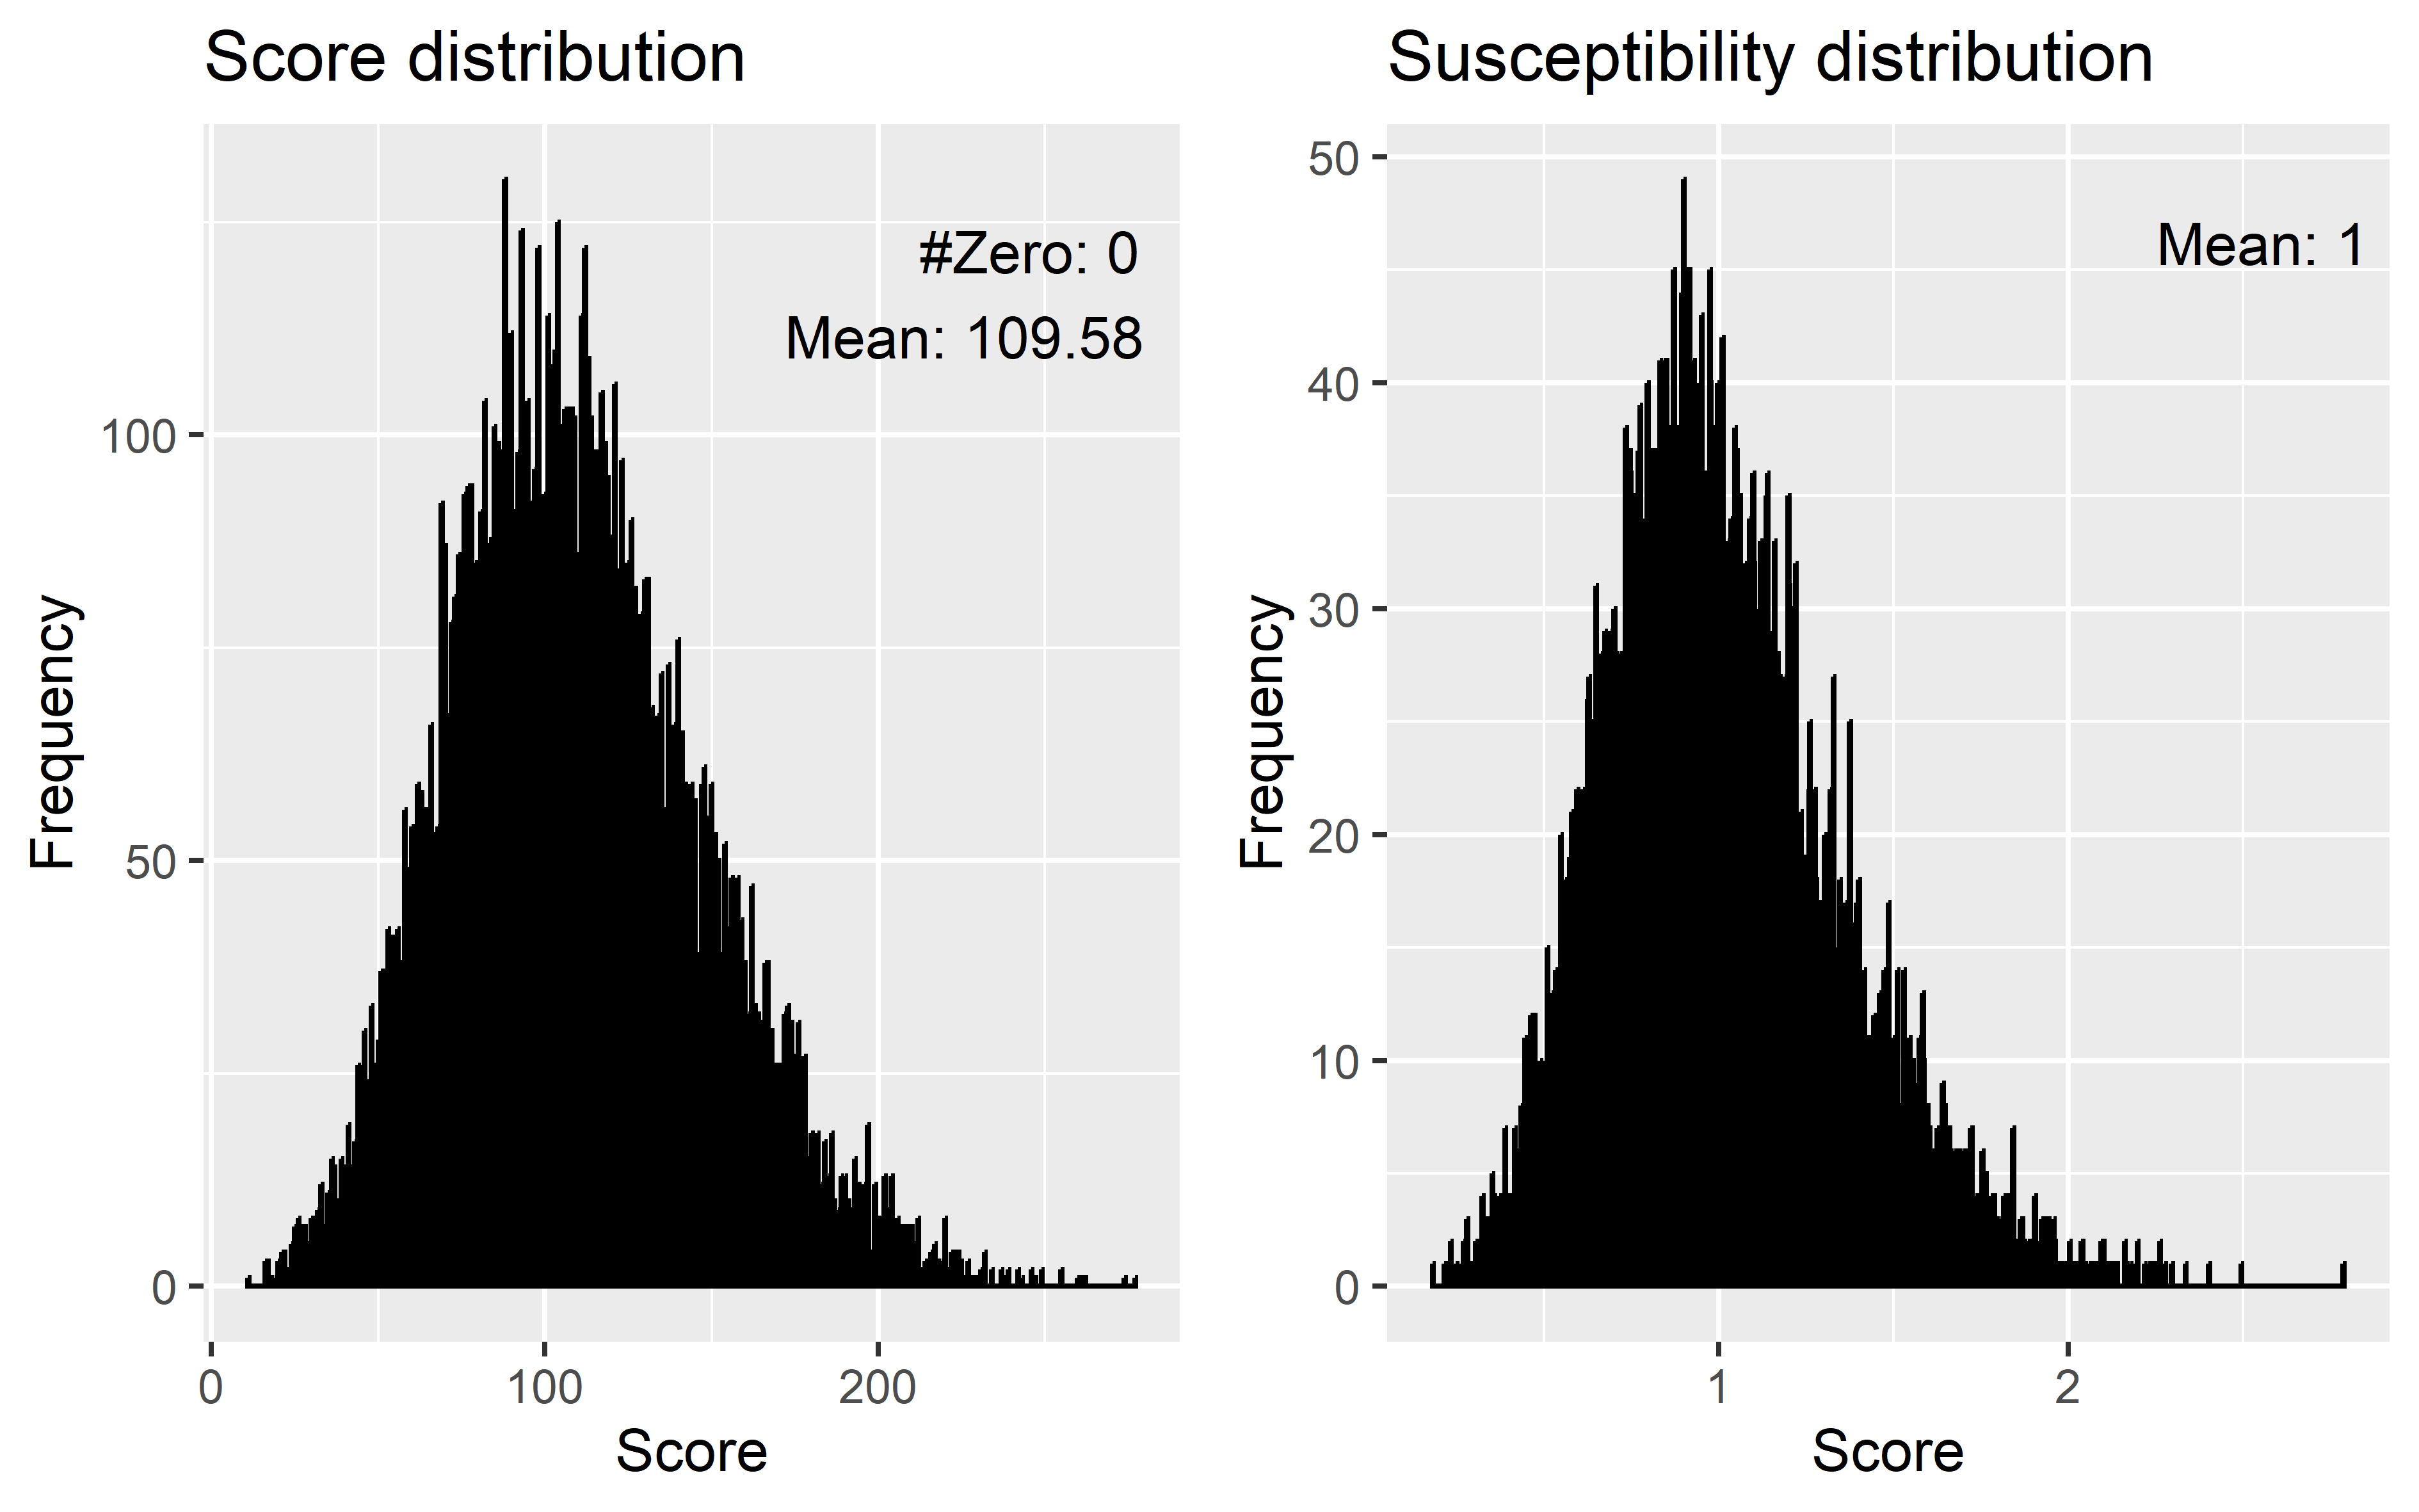 Score distribution
#Zero: 0
Mean: 109.58
100
50
0
Frequency
0 100 200
Score
Susceptibility distribution
Mean: 1
50
40
30
20
10
0
Frequency
1 2
Score